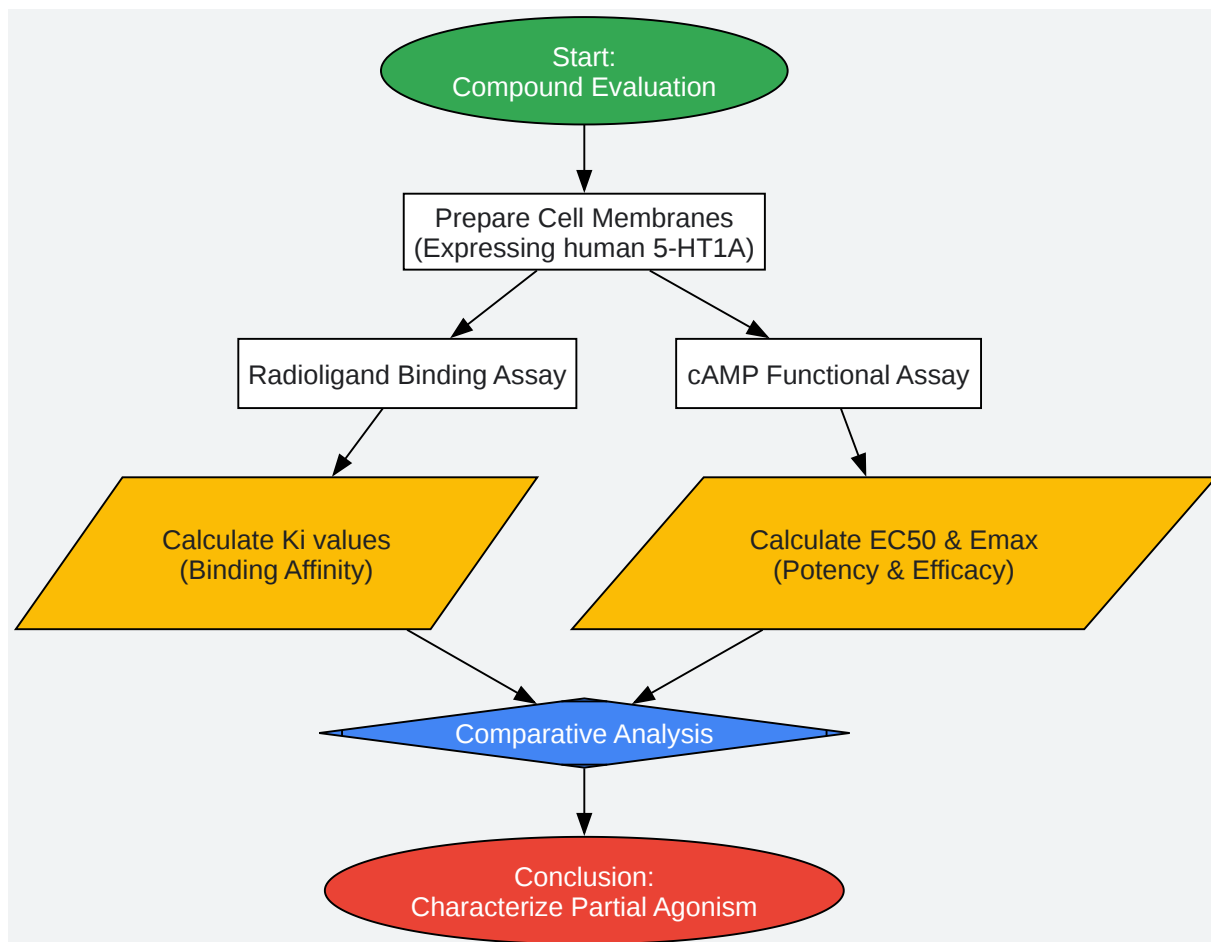 Start:
Compound Evaluation
Prepare Cell Membranes
(Expressing human 5-HT1A)
Radioligand Binding Assay
cAMP Functional Assay
Calculate Ki values
(Binding Affinity)
Calculate EC50 & Emax
(Potency & Efficacy)
Comparative Analysis
Conclusion:
Characterize Partial Agonism